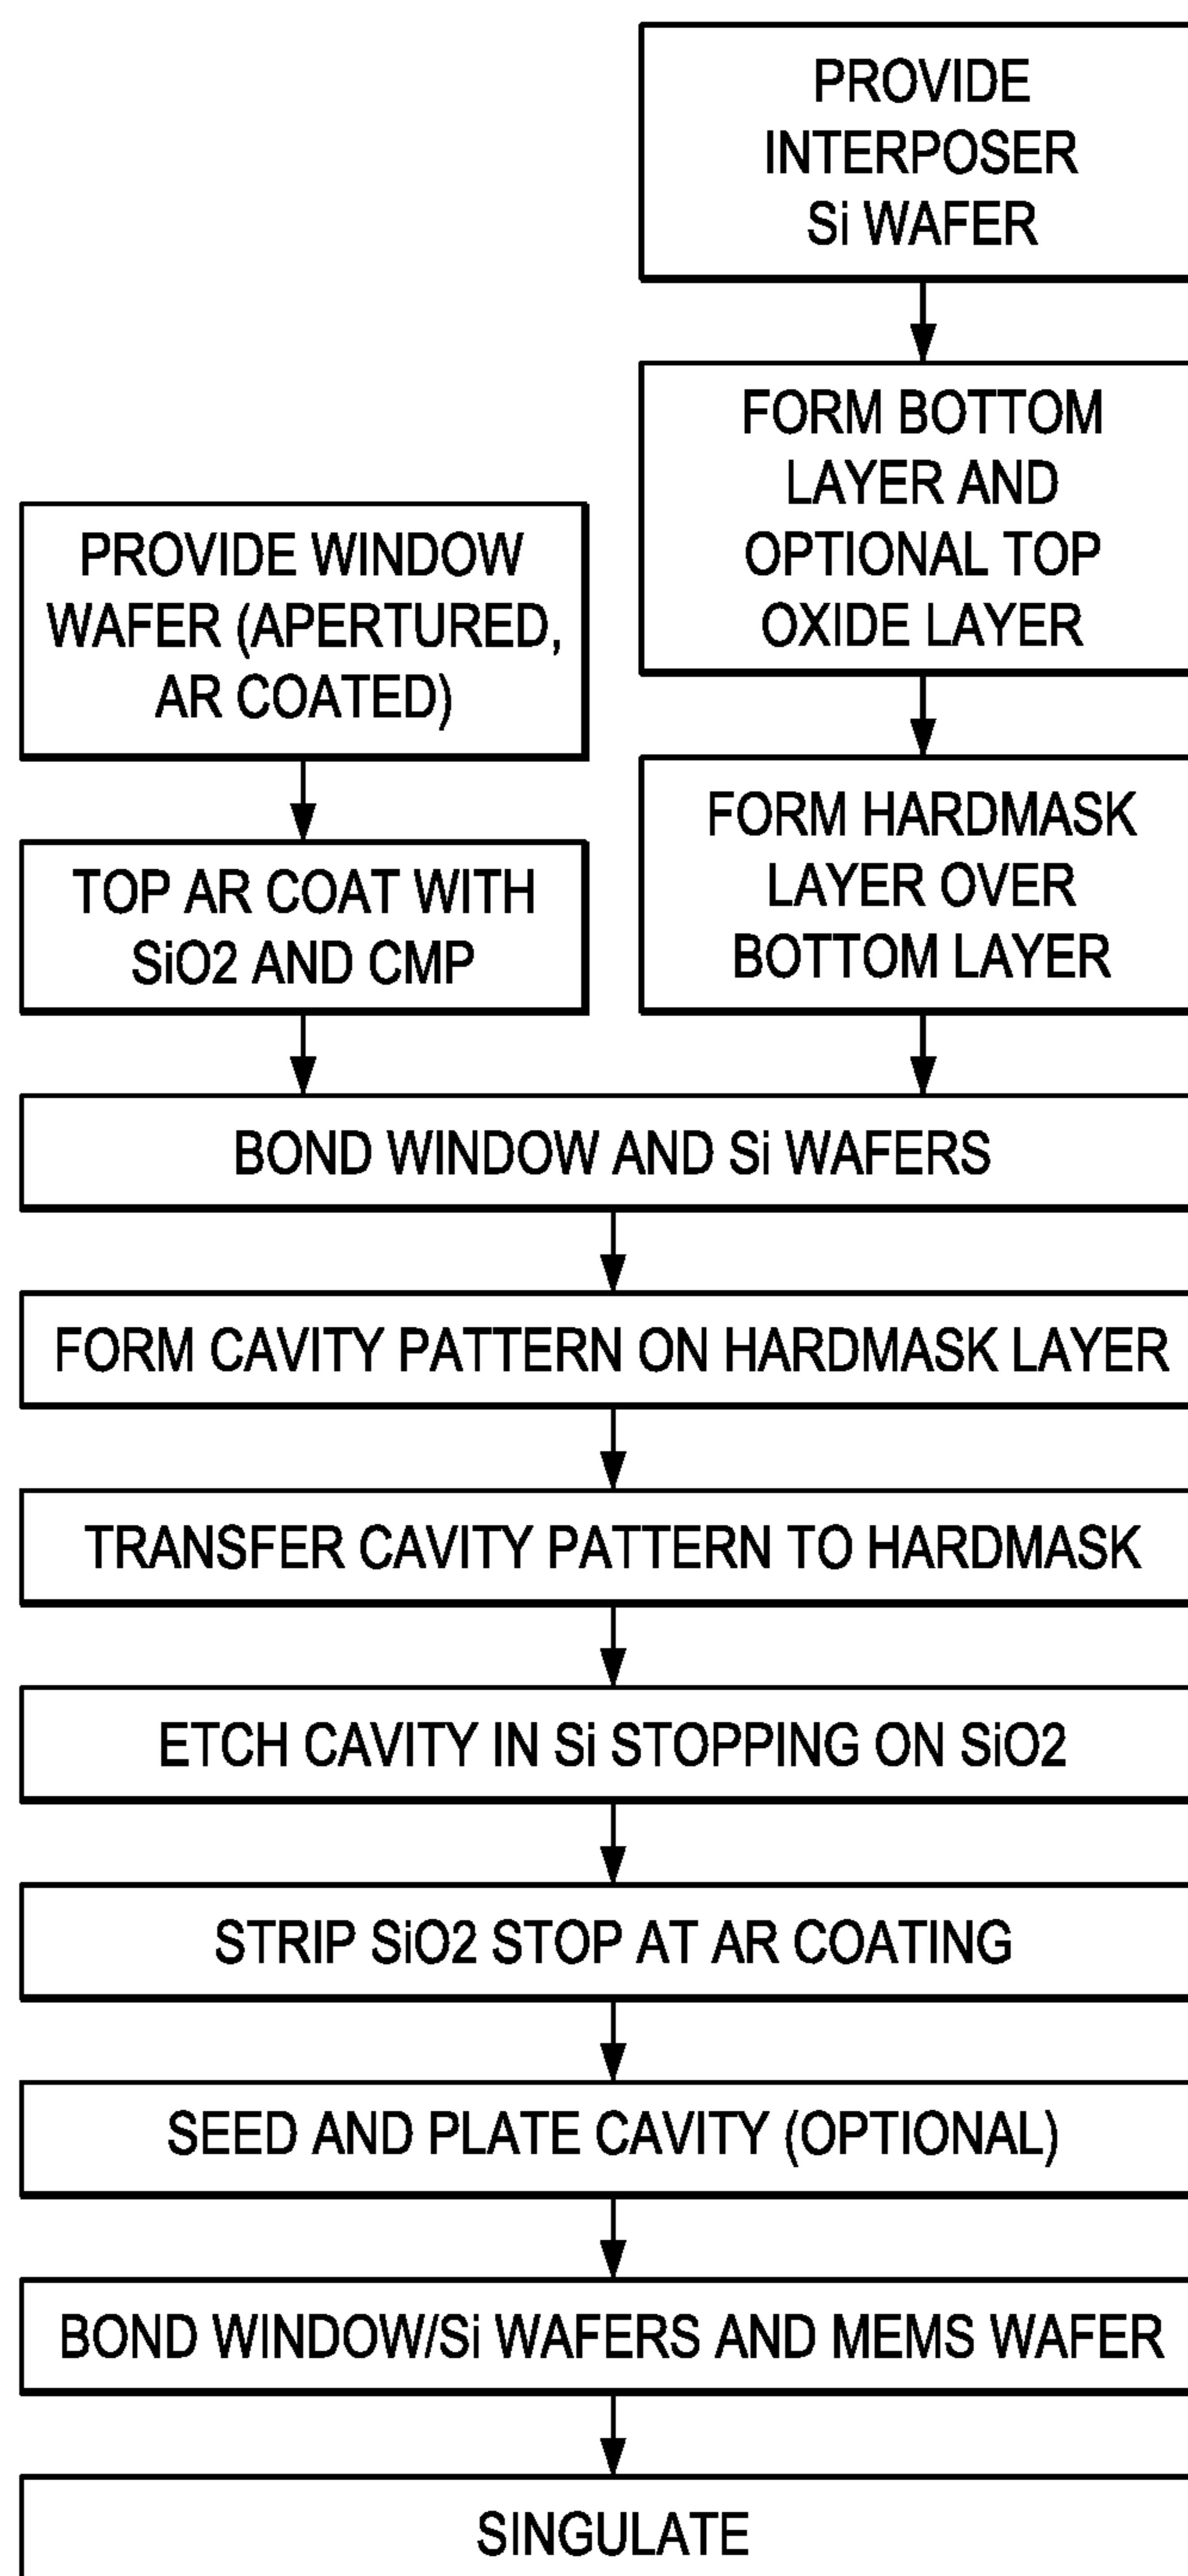 PROVIDE
INTERPOSER
Si WAFER
FORM BOTTOM
LAYER AND
OPTIONAL TOP
OXIDE LAYER
PROVIDE WINDOW
WAFER (APERTURED,
AR COATED)
FORM HARDMASK
LAYER OVER
BOTTOM LAYER
TOP AR COAT WITH
SiO2 AND CMP
BOND WINDOW AND Si WAFERS
FORM CAVITY PATTERN ON HARDMASK LAYER
TRANSFER CAVITY PATTERN TO HARDMASK
ETCH CAVITY IN Si STOPPING ON SiO2
STRIP SiO2 STOP AT AR COATING
SEED AND PLATE CAVITY (OPTIONAL)
BOND WINDOW/Si WAFERS AND MEMS WAFER
SINGULATE